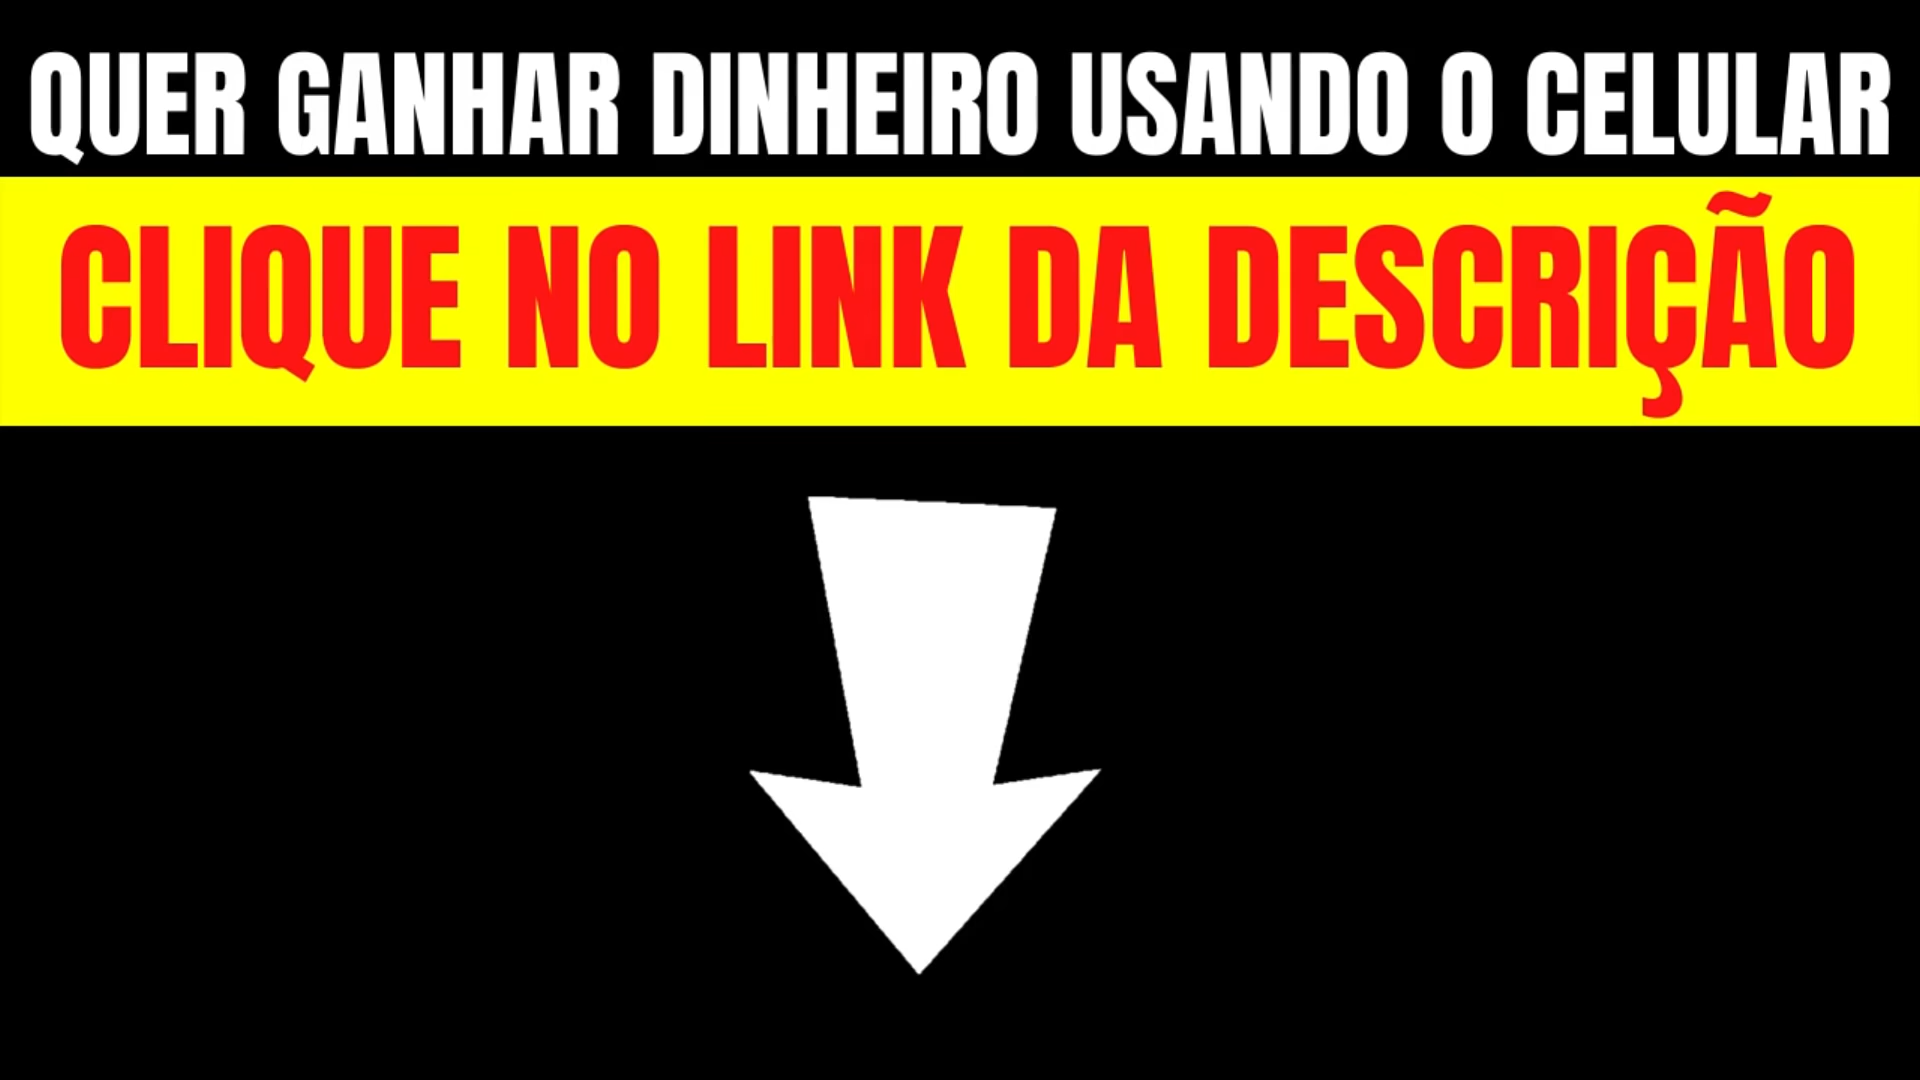 QUER GANHAR DINHEIRO USANDO O CELULAR
CLIQUE NO LINK DA DESCRIÇÃO